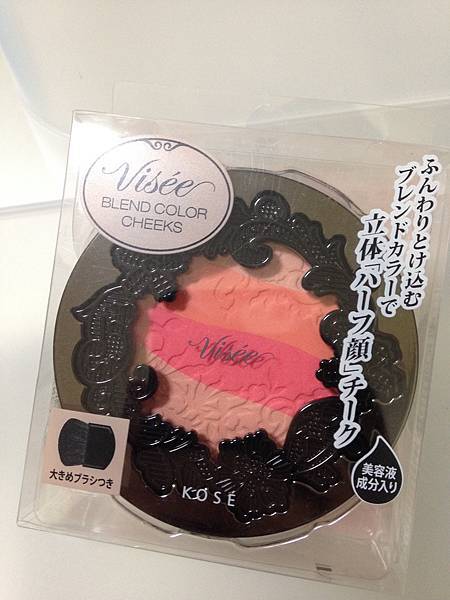 Visée
BLEND COLOR
CHEEKS
ふんわりとけ込む
ブレンドカラーで
立体「ハーフ顔」チーク
Visée
美容液
成分入り
大きめブラシつき
KOSÉ